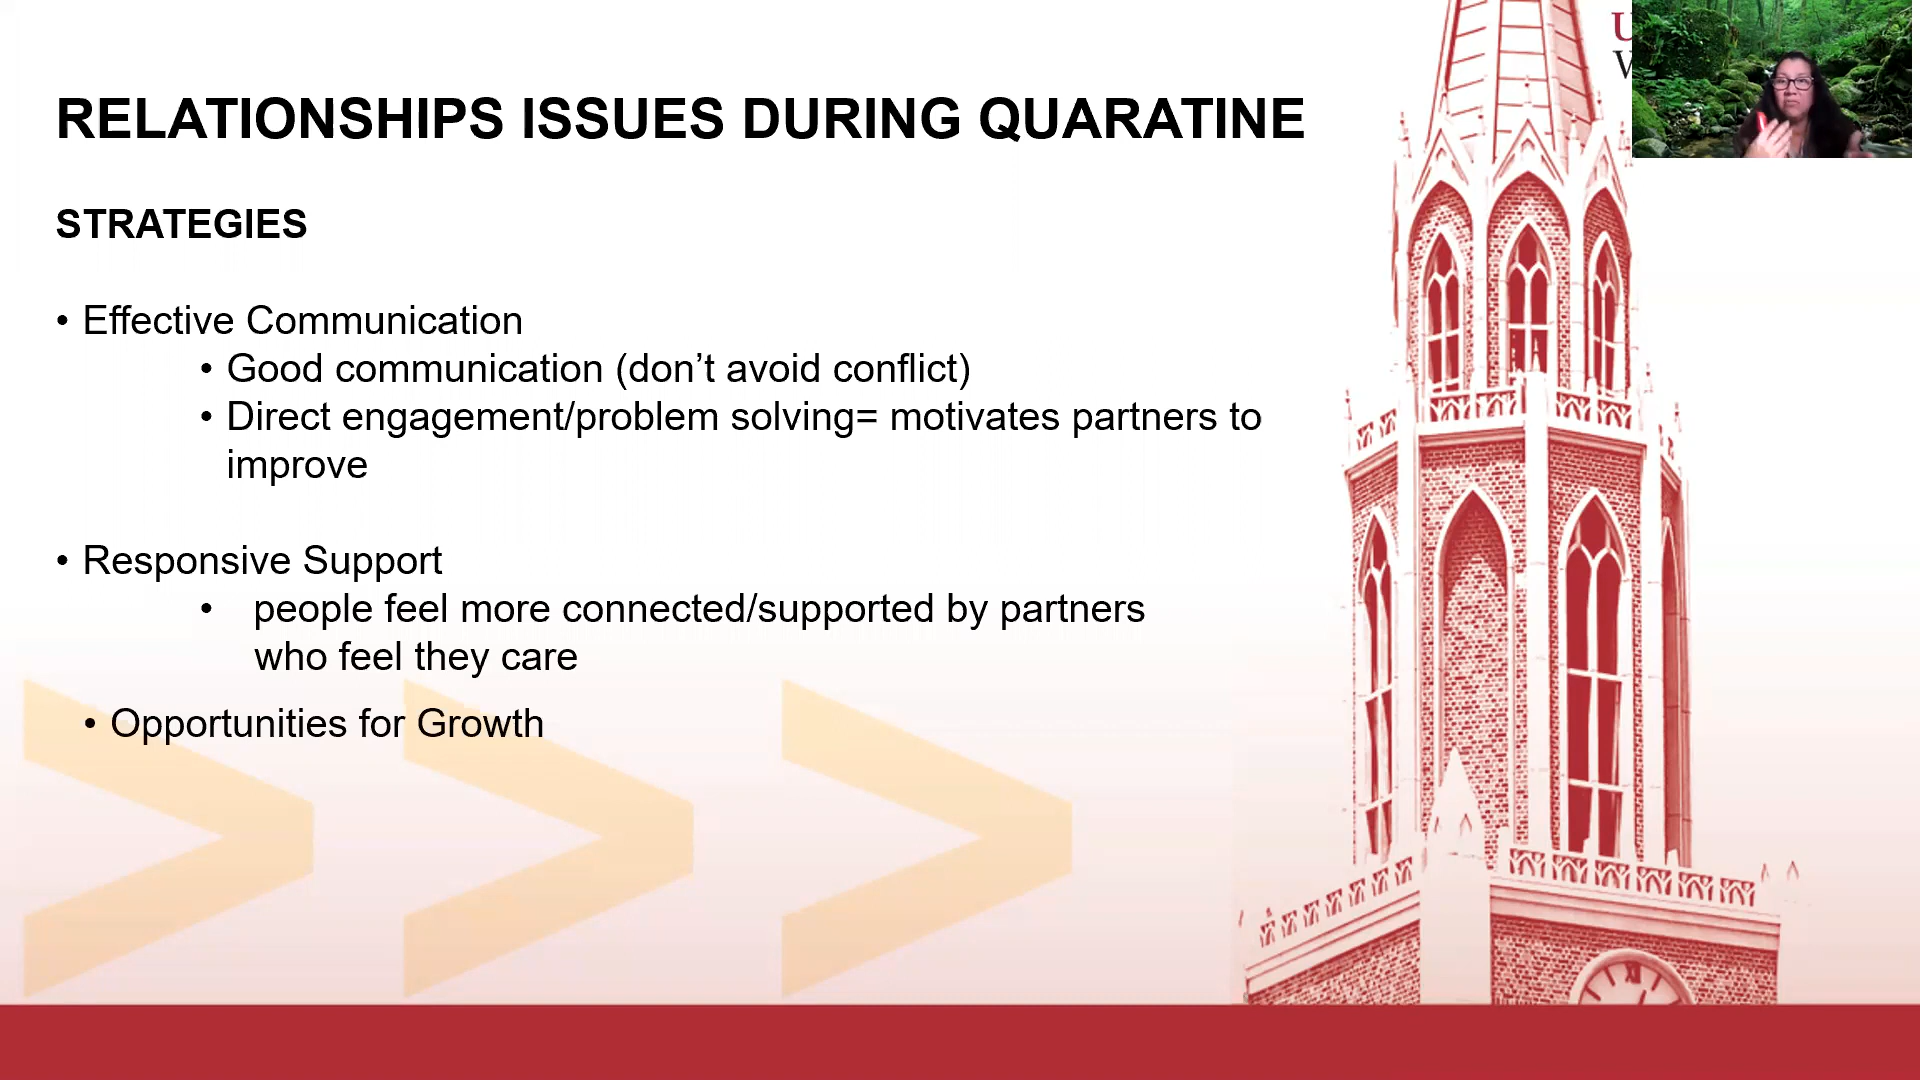 RELATIONSHIPS ISSUES DURING QUARATINE
STRATEGIES
• Effective Communication
• Good communication (don’t avoid conflict)
• Direct engagement/problem solving= motivates partners to
improve
• Responsive Support
• people feel more connected/supported by partners
who feel they care
• Opportunities for Growth